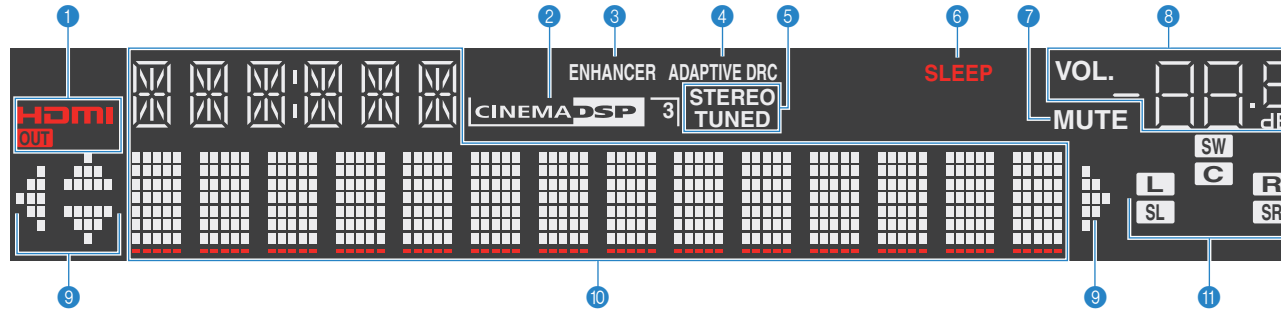 1 2 3 4 5 6 7 8
HDMI
OUT
ENHANCER ADAPTIVE DRC
CINEMA DSP 3
STEREO
TUNED
SLEEP
VOL.
MUTE
SW
C
L
SL
9 10 9 11